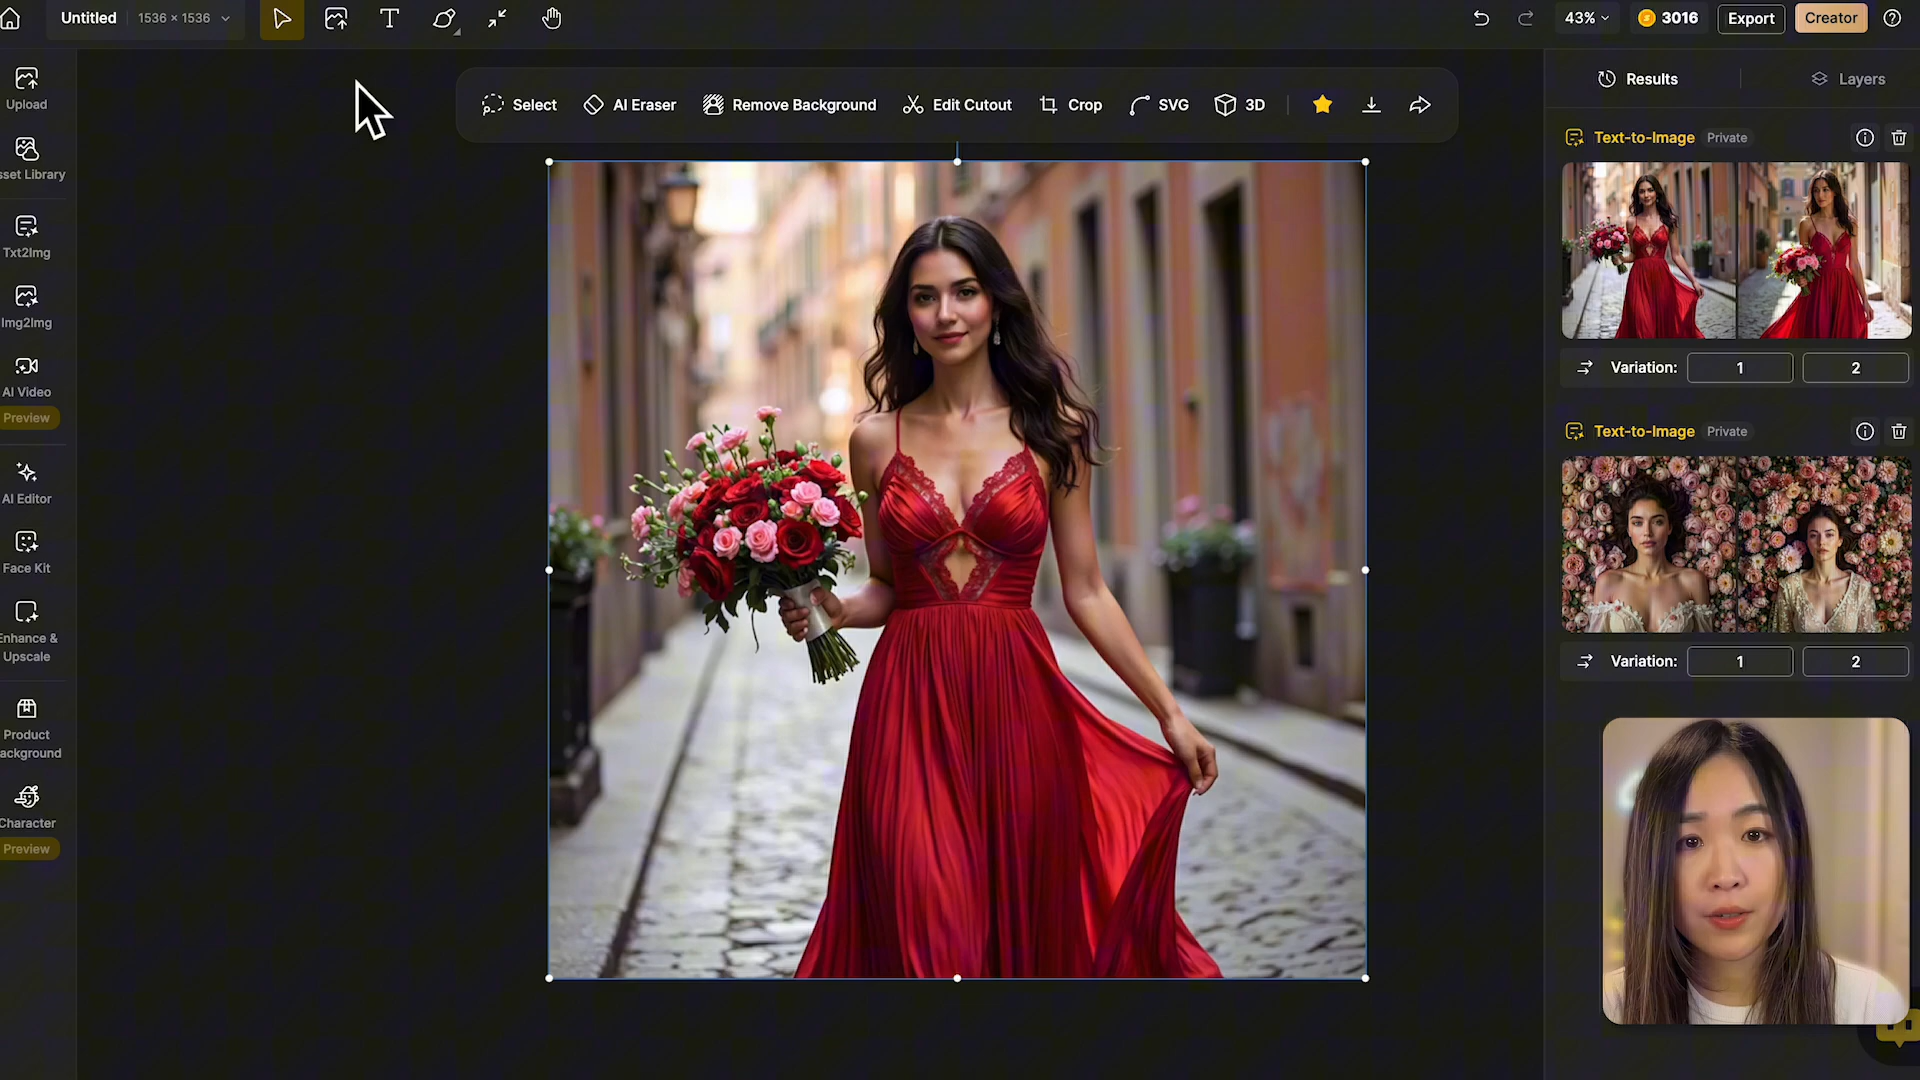 Untitled 1536 × 1536
43% 3016 Export Creator
Upload
sset Library
Txt2Img
Img2Img
AI Video
Preview
AI Editor
Face Kit
Enhance &
Upscale
Product
ackground
Character
Preview
Select AI Eraser Remove Background Edit Cutout Crop SVG 3D
Results Layers
Text-to-Image Private
Variation: 1 2
Text-to-Image Private
Variation: 1 2